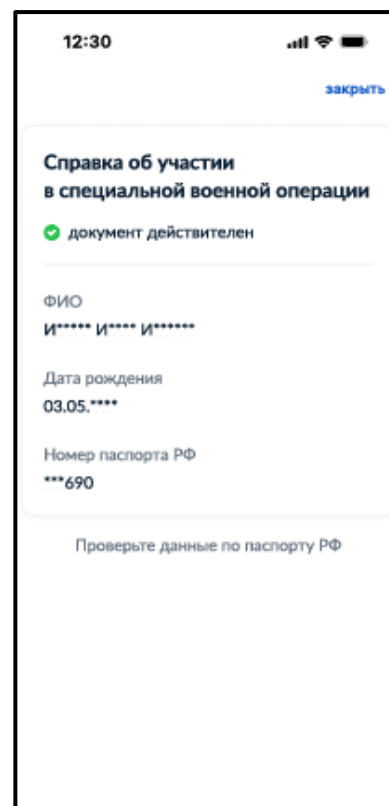 12:30
закрыть
Справка об участии
в специальной военной операции
документ действителен
ФИО
И***** И**** И******
Дата рождения
03.05.****
Номер паспорта РФ
***690
Проверьте данные по паспорту РФ